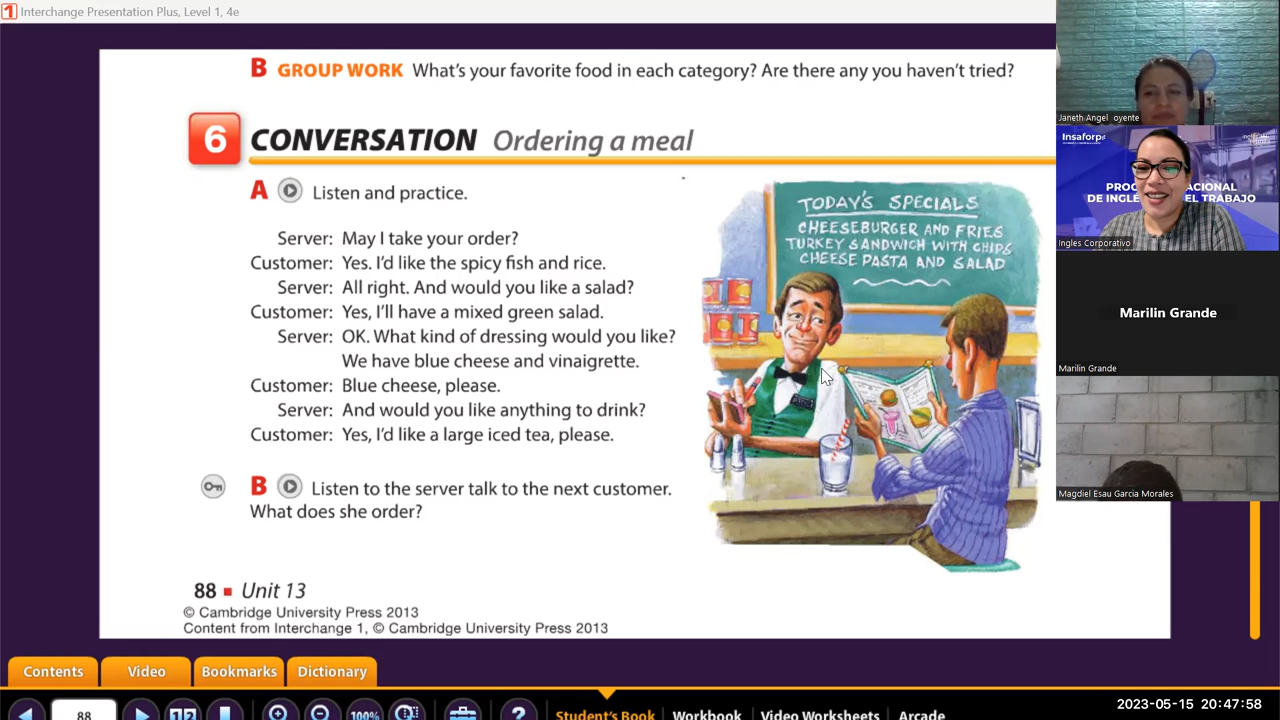 Interchange Presentation Plus, Level 1, 4e
B GROUP WORK What's your favorite food in each category? Are there any you haven't tried?
6 CONVERSATION Ordering a meal
A Listen and practice.
Server: May I take your order?
Customer: Yes. I'd like the spicy fish and rice.
Server: All right. And would you like a salad?
Customer: Yes, I'll have a mixed green salad.
Server: OK. What kind of dressing would you like?
We have blue cheese and vinaigrette.
Customer: Blue cheese, please.
Server: And would you like anything to drink?
Customer: Yes, I'd like a large iced tea, please.
B Listen to the server talk to the next customer.
What does she order?
TODAY'S SPECIALS
CHEESEBURGER AND FRIES
TURKEY SANDWICH WITH CHIPS
CHEESE PASTA AND SALAD
88 Unit 13
© Cambridge University Press 2013
Content from Interchange 1, © Cambridge University Press 2013
Janeth Angel oyente
Insaforp
Ingles Corporativo
Marilin Grande
Marilin Grande
Magdiel Esau Garcia Morales
Contents Video Bookmarks Dictionary
88 1 2 100% ? Student's Book Workbook Video Worksheets Arcade
2023-05-15 20:47:58